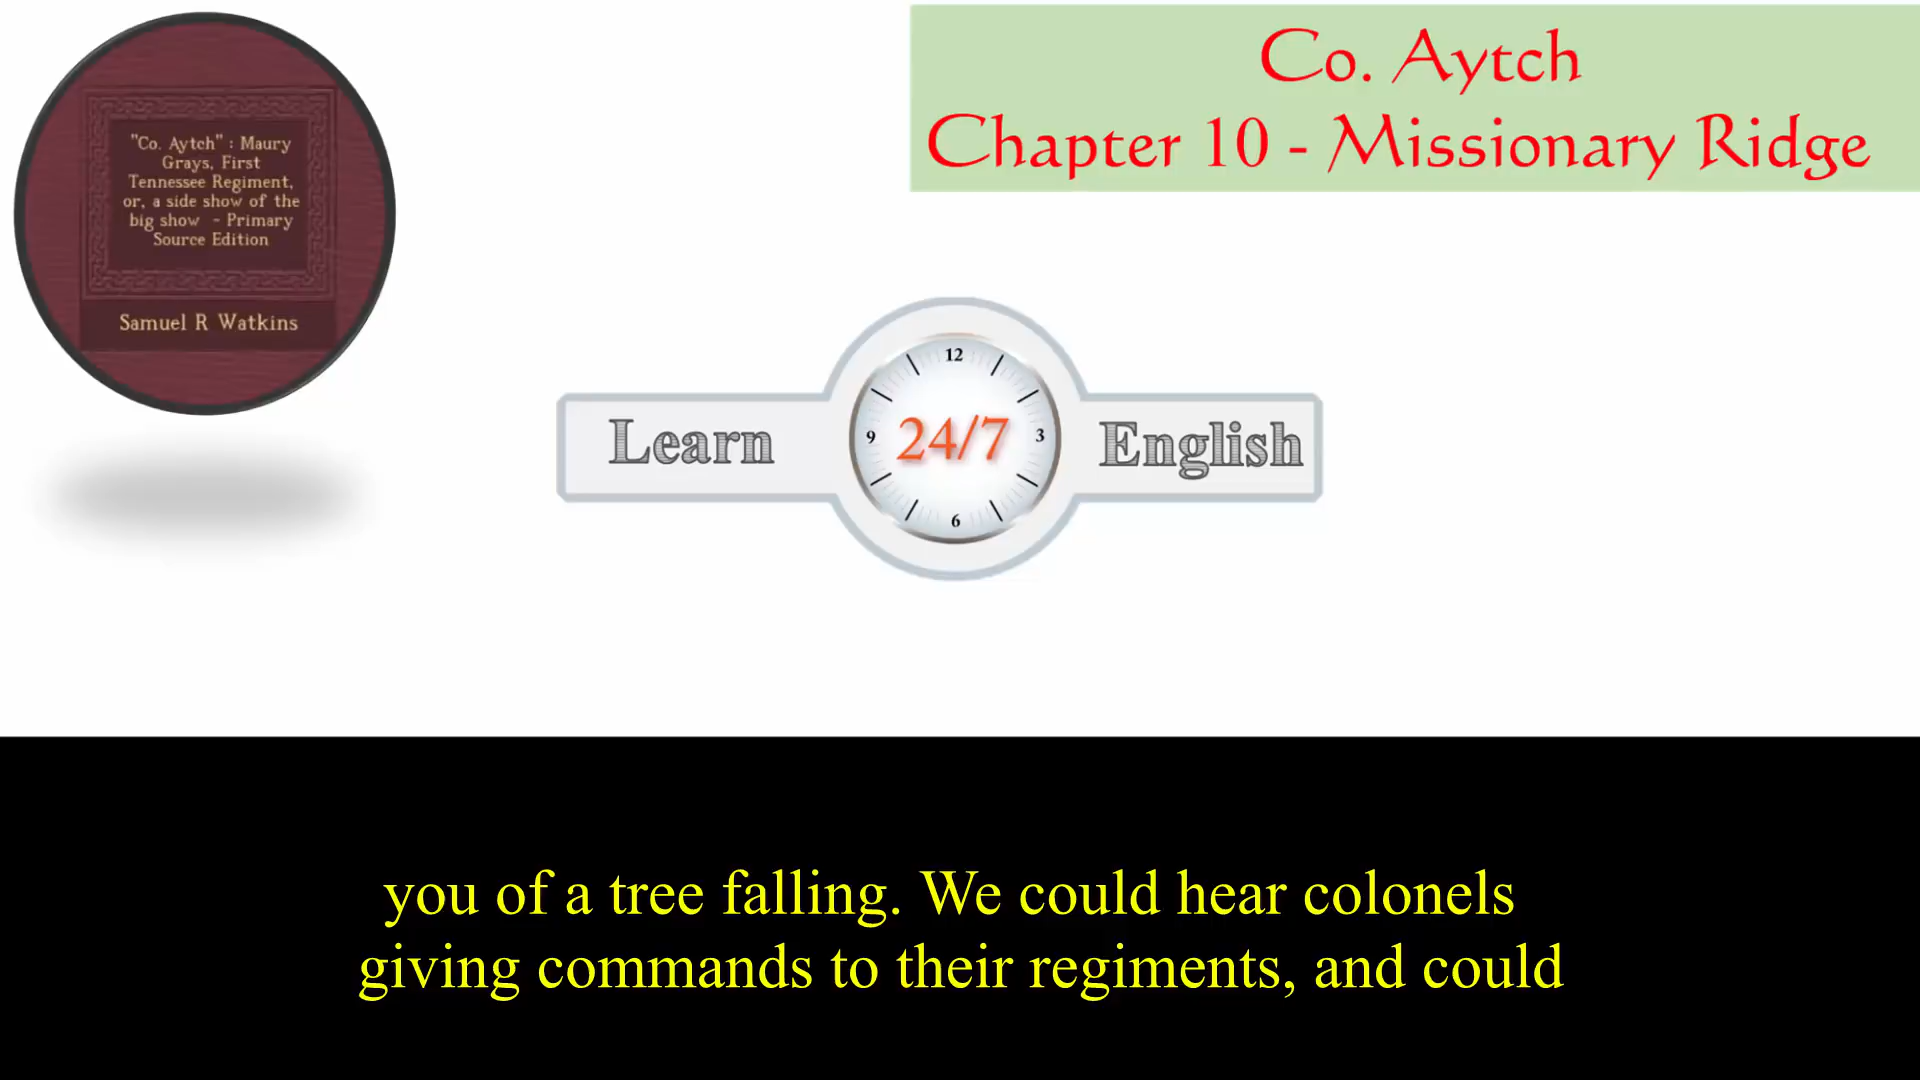 "Co. Aytch" : Maury
Grays, First
Tennessee Regiment,
or, a side show of the
big show - Primary
Source Edition
Samuel R Watkins
Co. Aytch
Chapter 10 - Missionary Ridge
Learn 24/7 English
12
9
3
6
you of a tree falling. We could hear colonels
giving commands to their regiments, and could